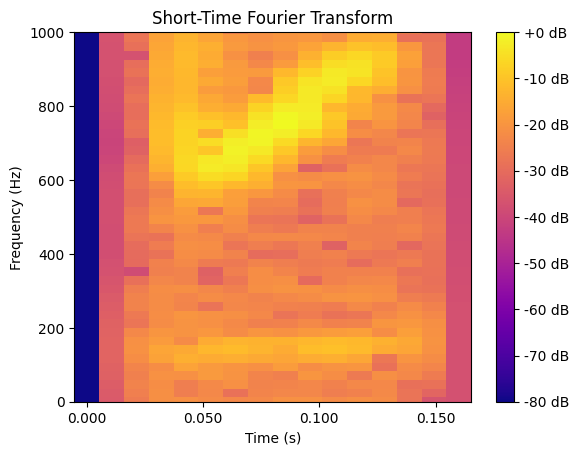 Short-Time Fourier Transform
1000
800
600
400
200
0
Frequency (Hz)
0.000
0.050
0.100
0.150
Time (s)
+0 dB
-10 dB
-20 dB
-30 dB
-40 dB
-50 dB
-60 dB
-70 dB
-80 dB